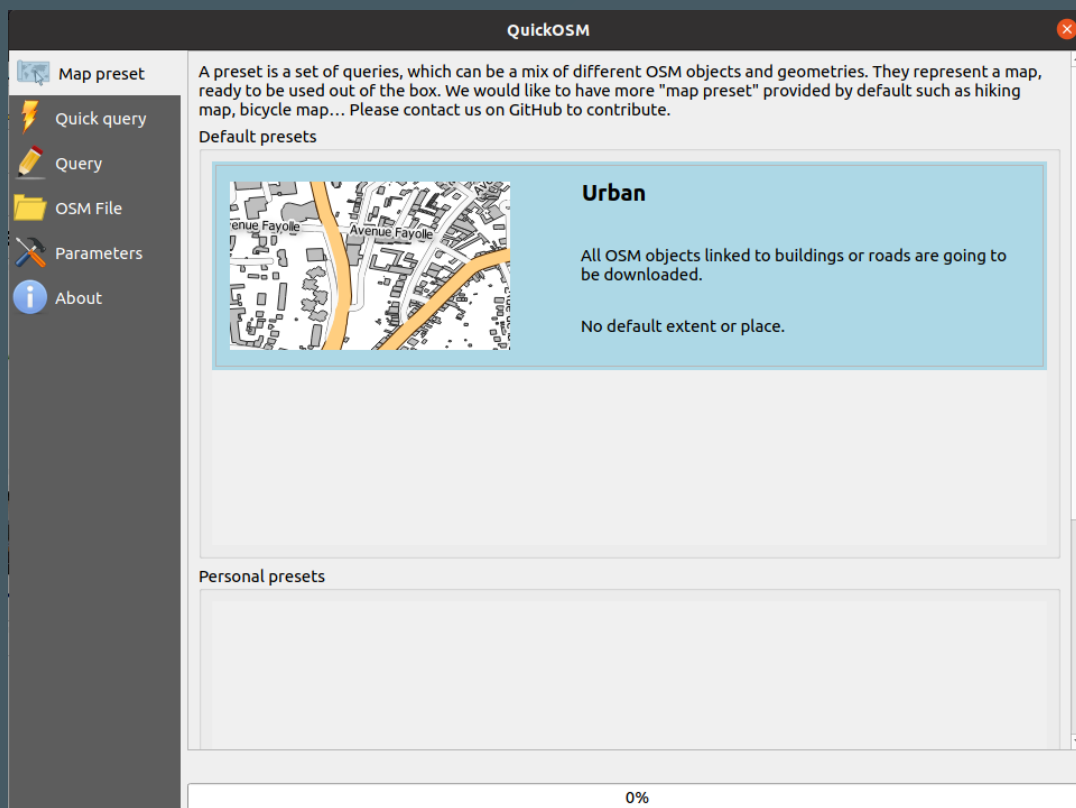 QuickOSM
Map preset
Quick query
Query
OSM File
Parameters
About
A preset is a set of queries, which can be a mix of different OSM objects and geometries. They represent a map,
ready to be used out of the box. We would like to have more "map preset" provided by default such as hiking
map, bicycle map... Please contact us on GitHub to contribute.
Default presets
enue Fayolle
Avenue Fayolle
Urban
All OSM objects linked to buildings or roads are going to
be downloaded.
No default extent or place.
Personal presets
0%